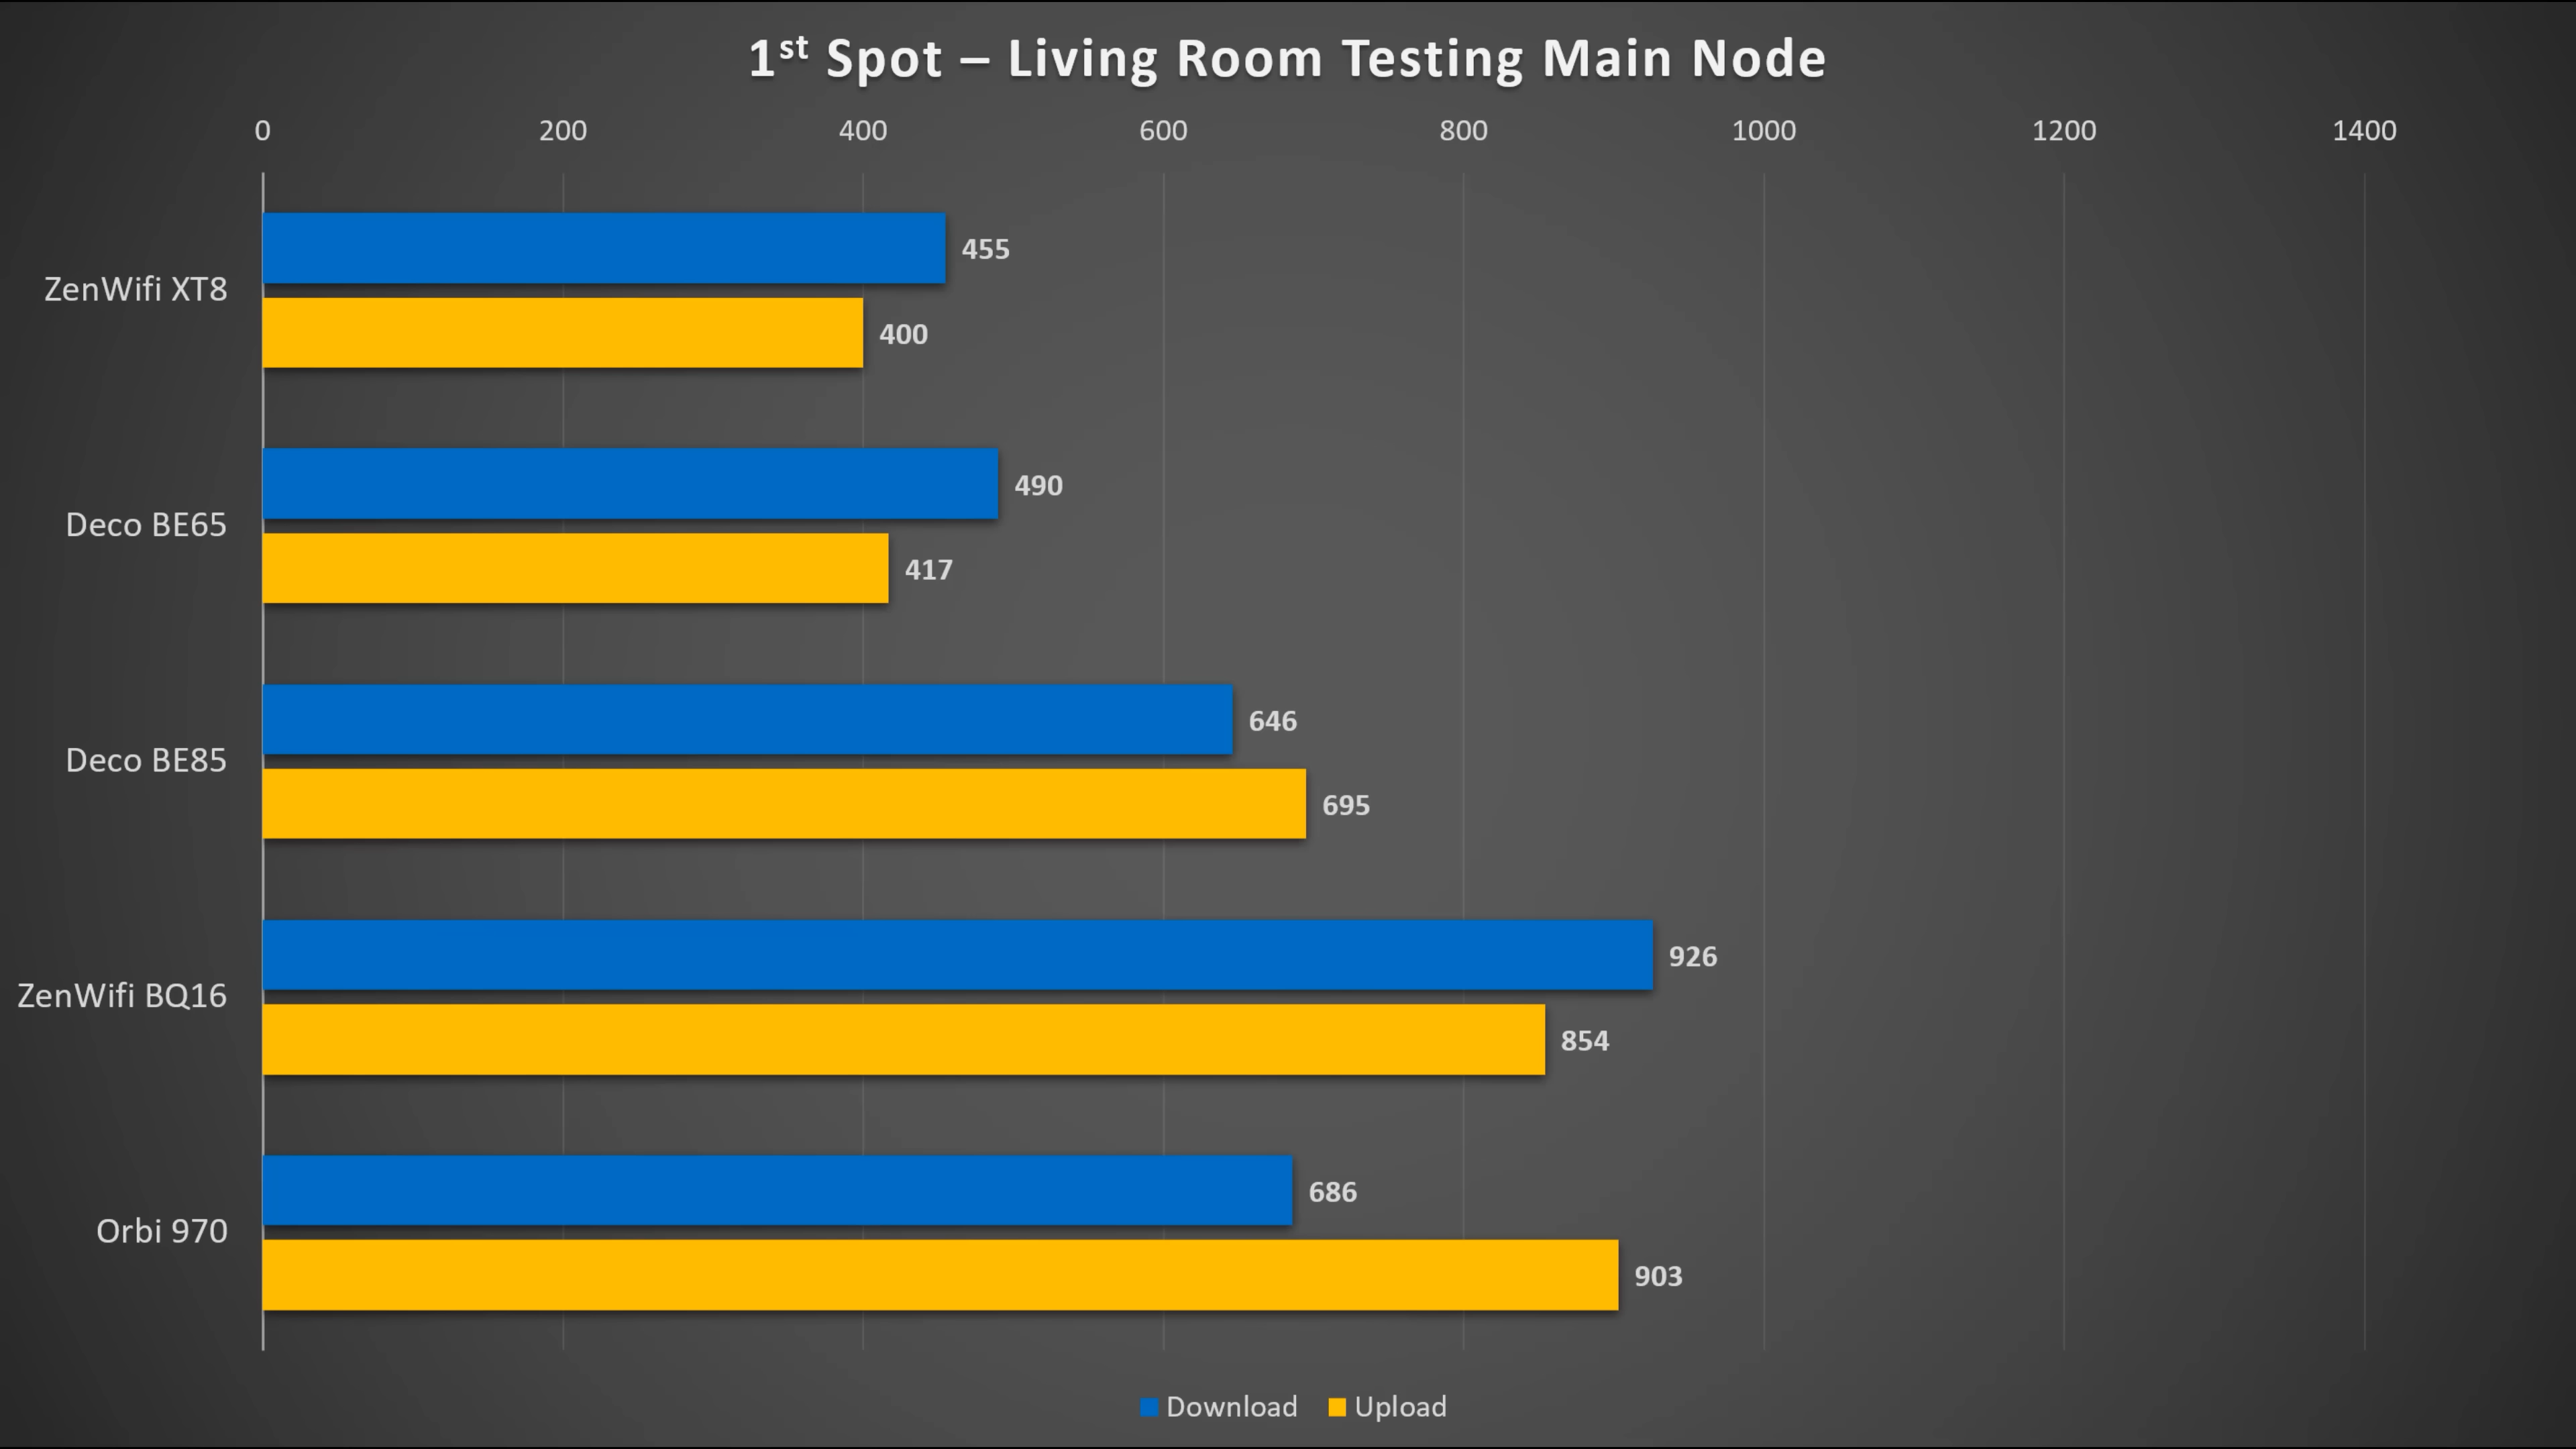 1st Spot – Living Room Testing Main Node
0 200 400 600 800 1000 1200 1400
455
ZenWifi XT8
400
490
Deco BE65
417
646
Deco BE85
695
926
ZenWifi BQ16
854
686
Orbi 970
903
Download Upload